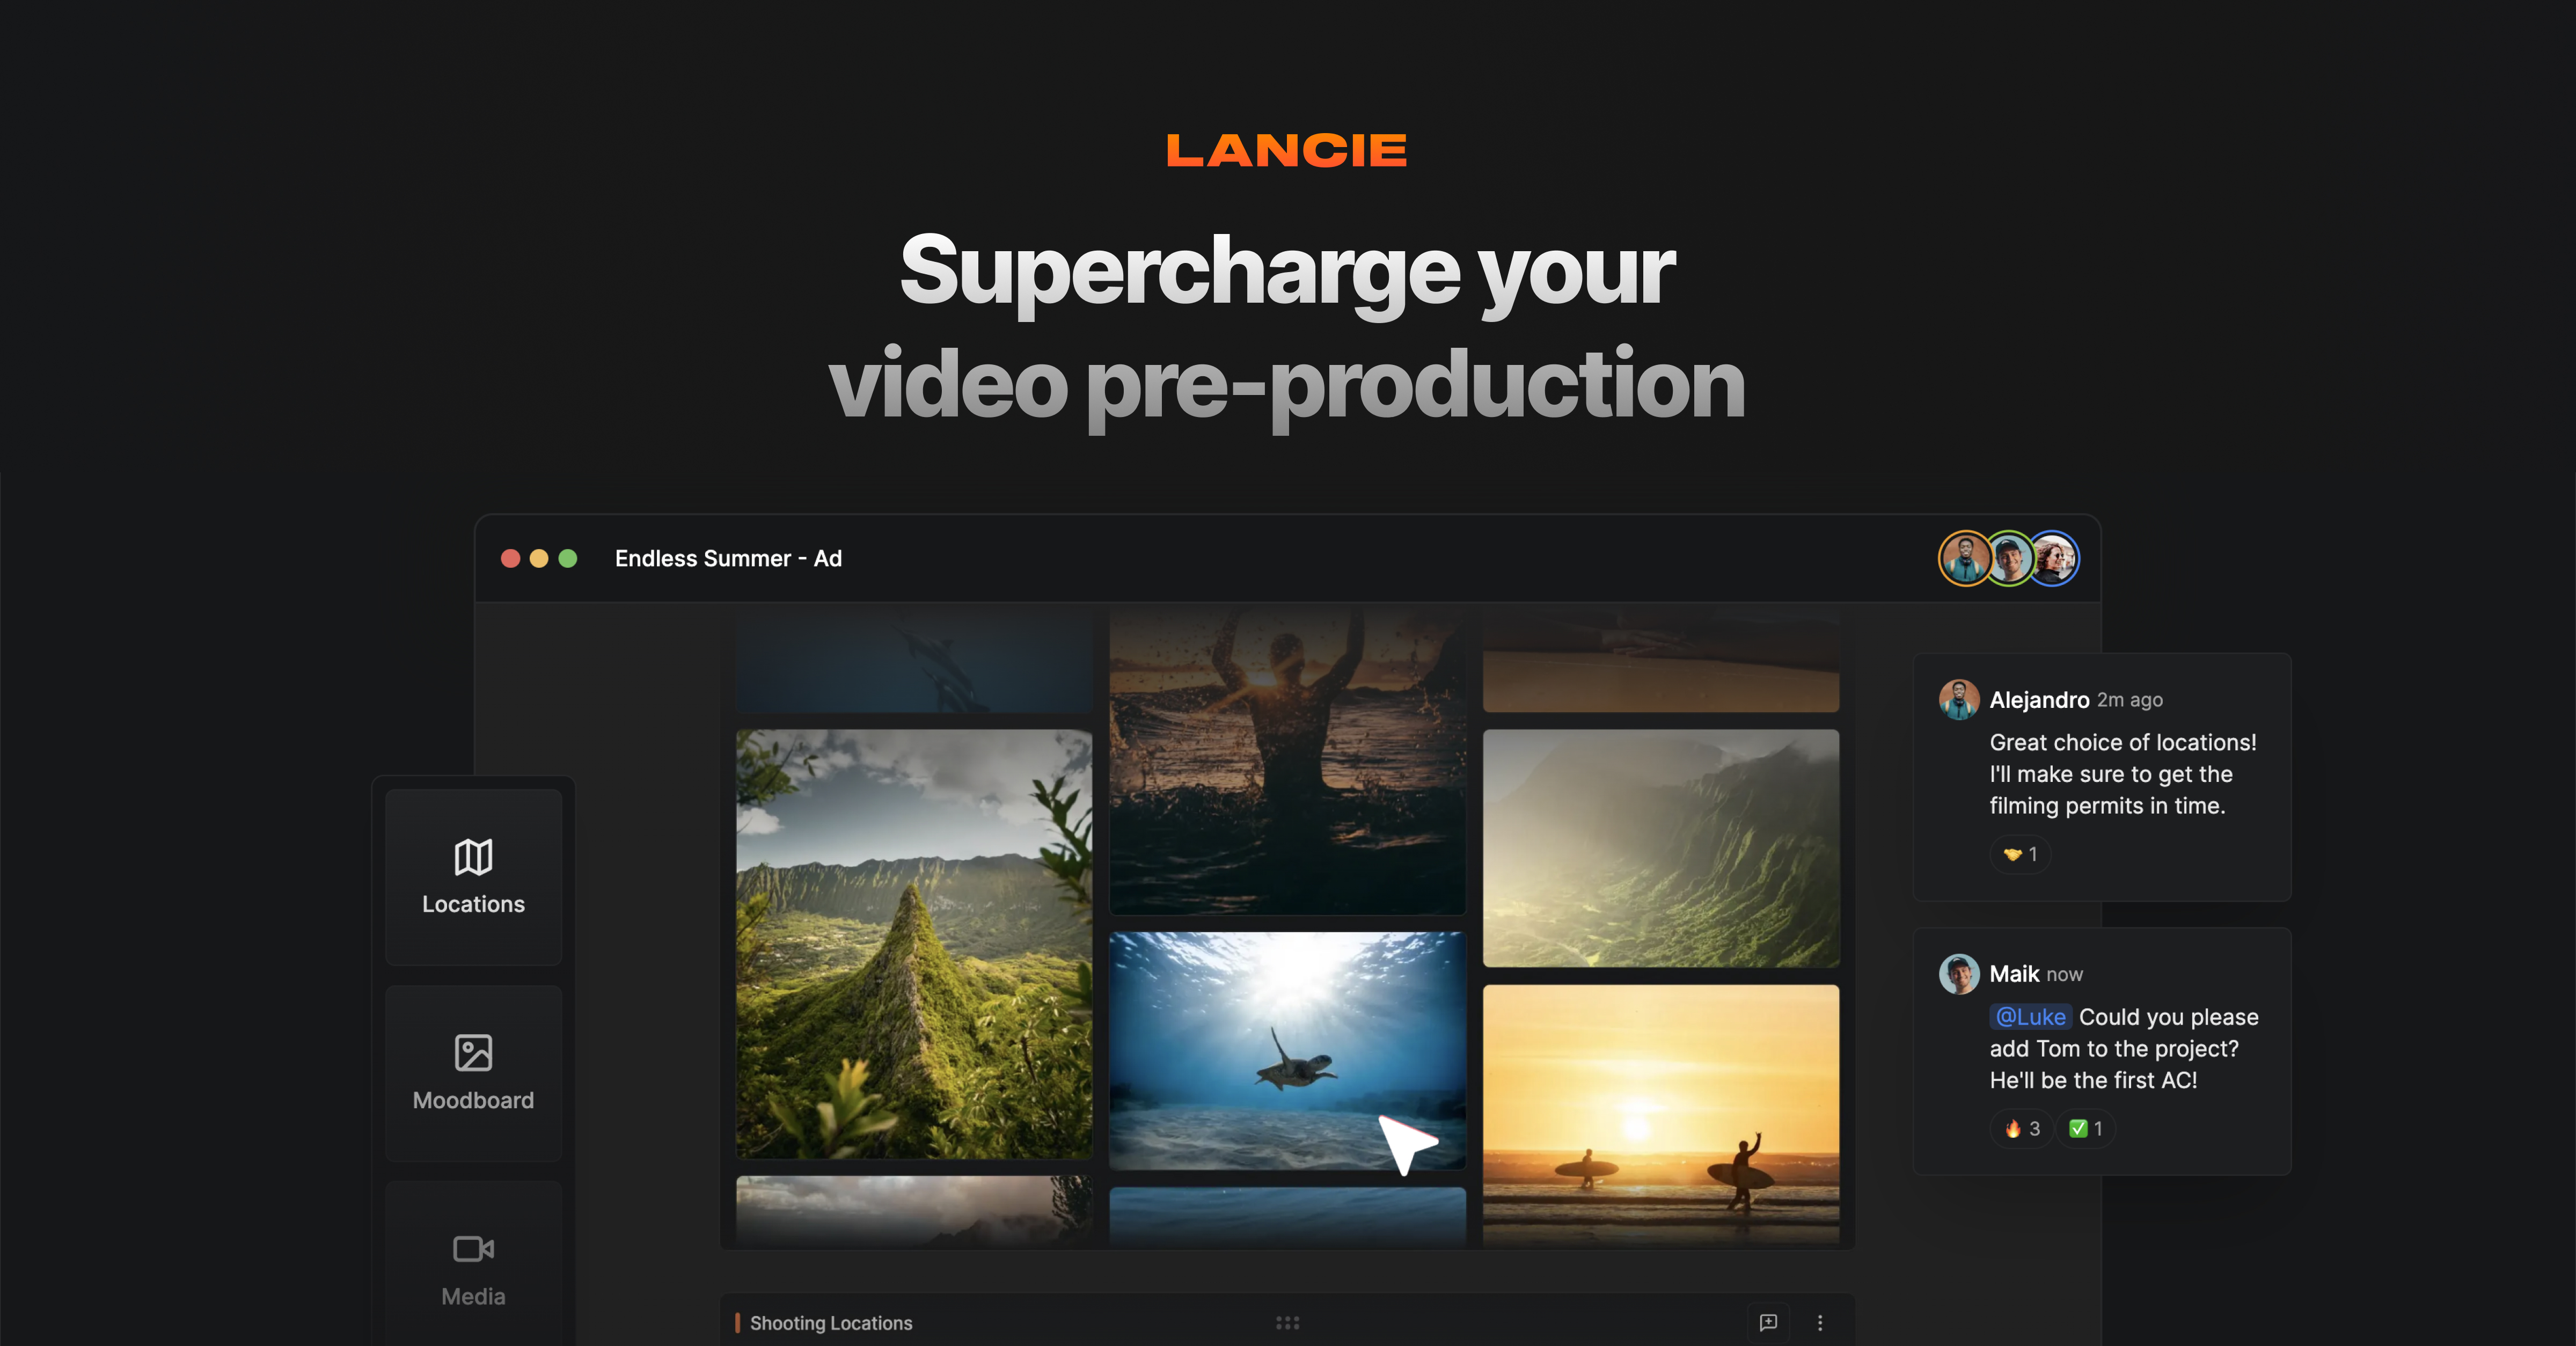 LANCIE
Supercharge your
video pre-production
Endless Summer - Ad
Locations
Moodboard
Media
Alejandro 2m ago
Great choice of locations!
I'll make sure to get the
filming permits in time.
🤝 1
Maik now
@Luke Could you please
add Tom to the project?
He'll be the first AC!
🔥 3 ✅ 1
Shooting Locations